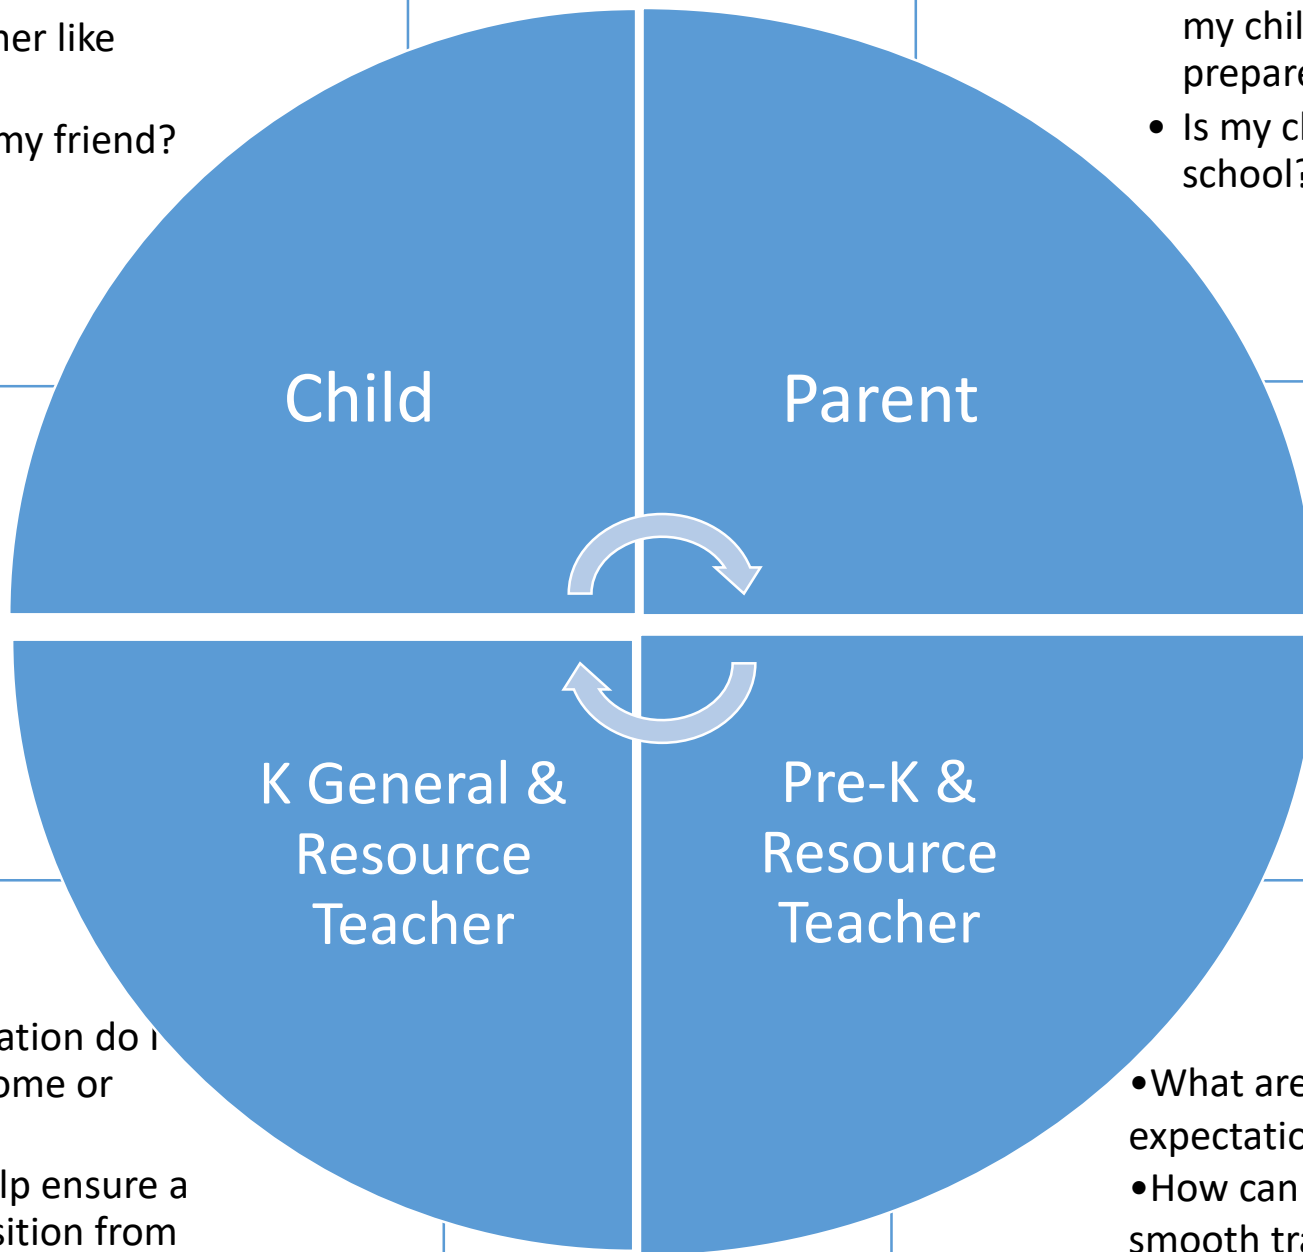 her like
my friend?
my chil
prepare
• Is my cl
school?
Child
Parent
K General &
Resource
Teacher
Pre-K &
Resource
Teacher
ation do I
ome or
lp ensure a
sition from
•What are
expectatio
•How can
smooth tra